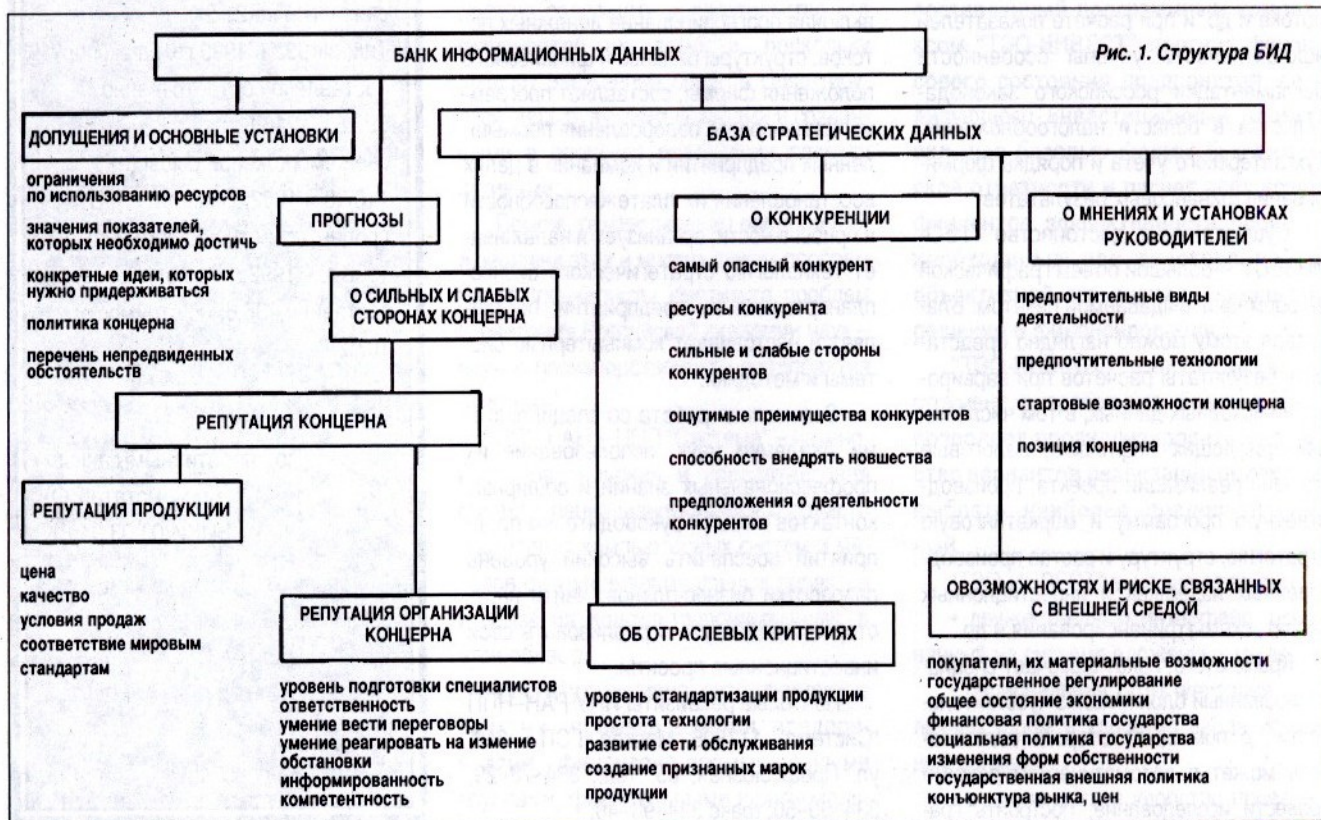 БАНК ИНФОРМАЦИОННЫХ ДАННЫХ
Рис. 1. Структура БИД
ДОПУЩЕНИЯ И ОСНОВНЫЕ УСТАНОВКИ
ограничения
по использованию ресурсов
значения показателей,
которых необходимо достичь
конкретные идеи, которых
нужно придерживаться
политика концерна
перечень непредвиденных
обстоятельств
БАЗА СТРАТЕГИЧЕСКИХ ДАННЫХ
ПРОГНОЗЫ
О СИЛЬНЫХ И СЛАБЫХ
СТОРОНАХ КОНЦЕРНА
РЕПУТАЦИЯ КОНЦЕРНА
РЕПУТАЦИЯ ПРОДУКЦИИ
цена
качество
условия продаж
соответствие мировым
стандартам
РЕПУТАЦИЯ ОРГАНИЗАЦИИ
КОНЦЕРНА
уровень подготовки специалистов
ответственность
умение вести переговоры
умение реагировать на измение
обстановки
информированность
компетентность
О КОНКУРЕНЦИИ
самый опасный конкурент
ресурсы конкурента
сильные и слабые стороны
конкурентов
ощутимые преимущества конкурентов
способность внедрять новшества
предположения о деятельности
конкурентов
О МНЕНИЯХ И УСТАНОВКАХ
РУКОВОДИТЕЛЕЙ
предпочтительные виды
деятельности
предпочтительные технологии
стартовые возможности концерна
позиция концерна
ОБ ОТРАСЛЕВЫХ КРИТЕРИЯХ
уровень стандартизации продукции
простота технологии
развитие сети обслуживания
создание признанных марок
продукции
О ВОЗМОЖНОСТЯХ И РИСКЕ, СВЯЗАННЫХ
С ВНЕШНЕЙ СРЕДОЙ
покупатели, их материальные возможности
государственное регулирование
общее состояние экономики
финансовая политика государства
социальная политика государства
изменения форм собственности
государственная внешняя политика
конъюнктура рынка, цен